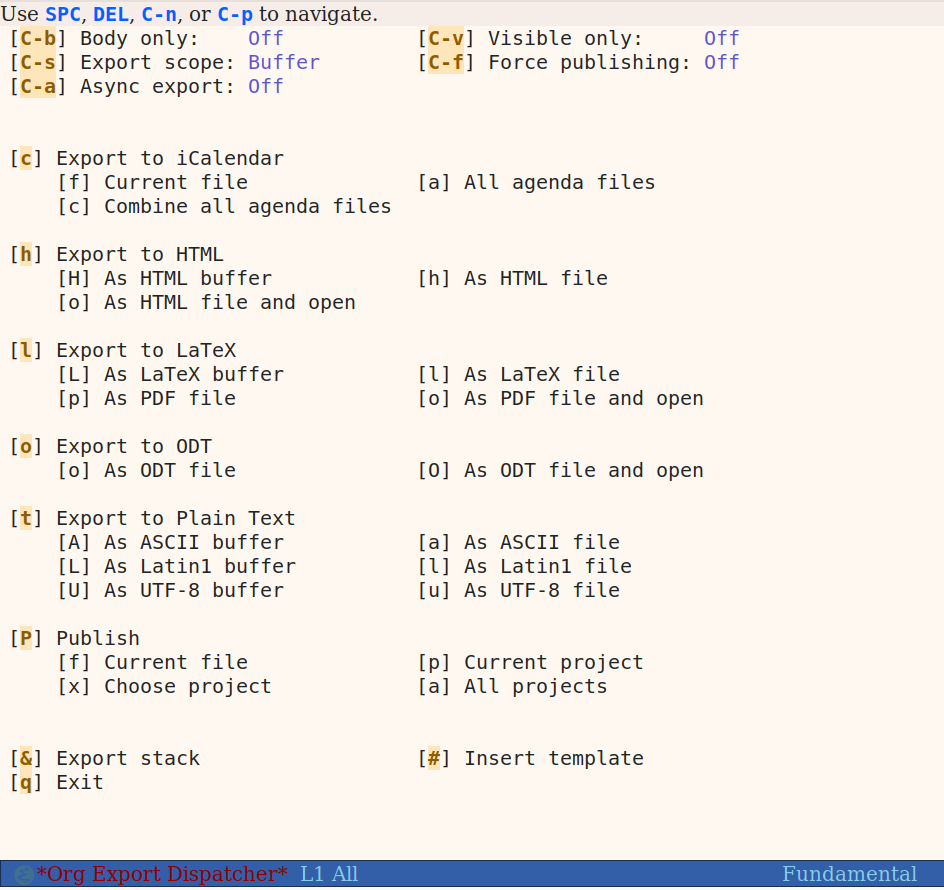 Use SPC, DEL, C-n, or C-p to navigate.
[C-b] Body only: Off [C-v] Visible only: Off
[C-s] Export scope: Buffer [C-f] Force publishing: Off
[C-a] Async export: Off
[c] Export to iCalendar
[f] Current file [a] All agenda files
[c] Combine all agenda files
[h] Export to HTML
[H] As HTML buffer [h] As HTML file
[o] As HTML file and open
[l] Export to LaTeX
[L] As LaTeX buffer [l] As LaTeX file
[p] As PDF file [o] As PDF file and open
[o] Export to ODT
[o] As ODT file [O] As ODT file and open
[t] Export to Plain Text
[A] As ASCII buffer [a] As ASCII file
[L] As Latin1 buffer [l] As Latin1 file
[U] As UTF-8 buffer [u] As UTF-8 file
[P] Publish
[f] Current file [p] Current project
[x] Choose project [a] All projects
[&] Export stack [#] Insert template
[q] Exit
*Org Export Dispatcher* L1 All Fundamental